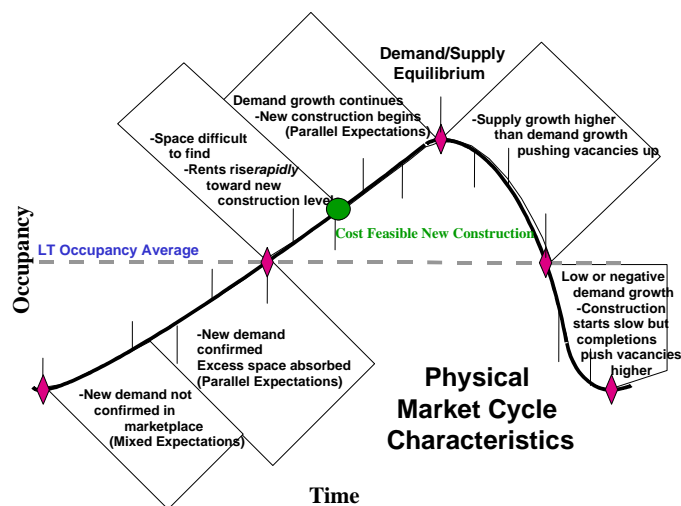 Demand/Supply
Equilibrium
Demand growth continues
-New construction begins
(Parallel Expectations)
-Supply growth higher
than demand growth
pushing vacancies up
-Space difficult
to find
-Rents riserapidly
toward new
construction level
Cost Feasible New Construction
Occupancy
LT Occupancy Average
Low or negative
demand growth
-Construction
starts slow but
completions
push vacancies
higher
-New demand
confirmed
Excess space absorbed
(Parallel Expectations)
-New demand not
confirmed in
marketplace
(Mixed Expectations)
Physical
Market Cycle
Characteristics
Time